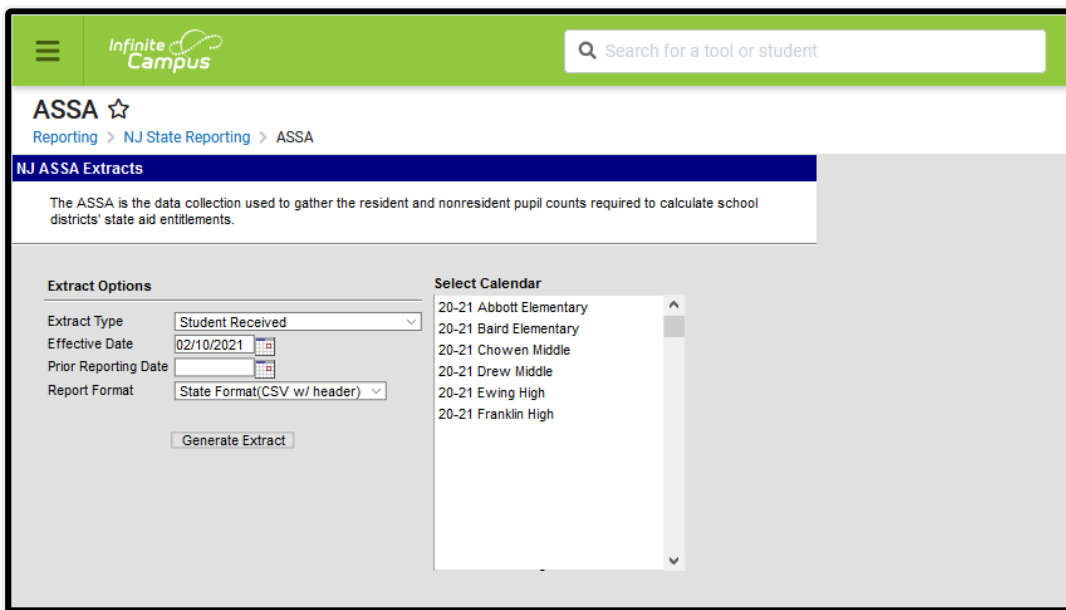 Infinite
Campus
Search for a tool or student
ASSA
Reporting > NJ State Reporting > ASSA
NJ ASSA Extracts
The ASSA is the data collection used to gather the resident and nonresident pupil counts required to calculate school
districts' state aid entitlements.
Extract Options
Extract Type Student Received
Effective Date 02/10/2021
Prior Reporting Date
Report Format State Format(CSV w/ header)
Generate Extract
Select Calendar
20-21 Abbott Elementary
20-21 Baird Elementary
20-21 Chowen Middle
20-21 Drew Middle
20-21 Ewing High
20-21 Franklin High